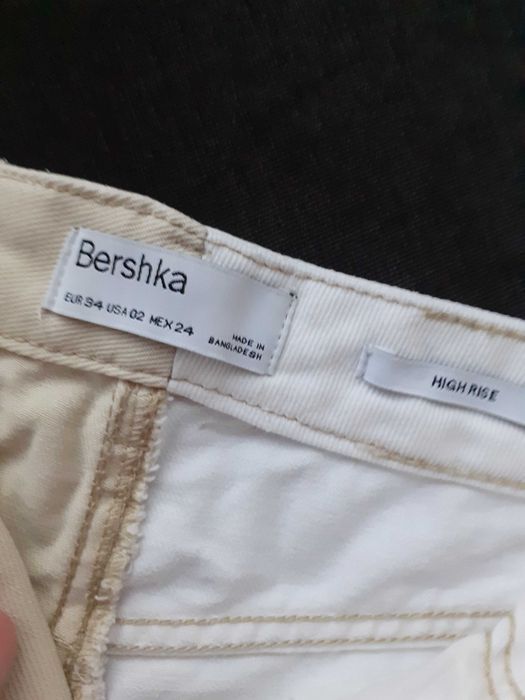 Bershka
EUR 34 USA 02 MEX 24
MADE IN
BANGLADESH
HIGH RISE